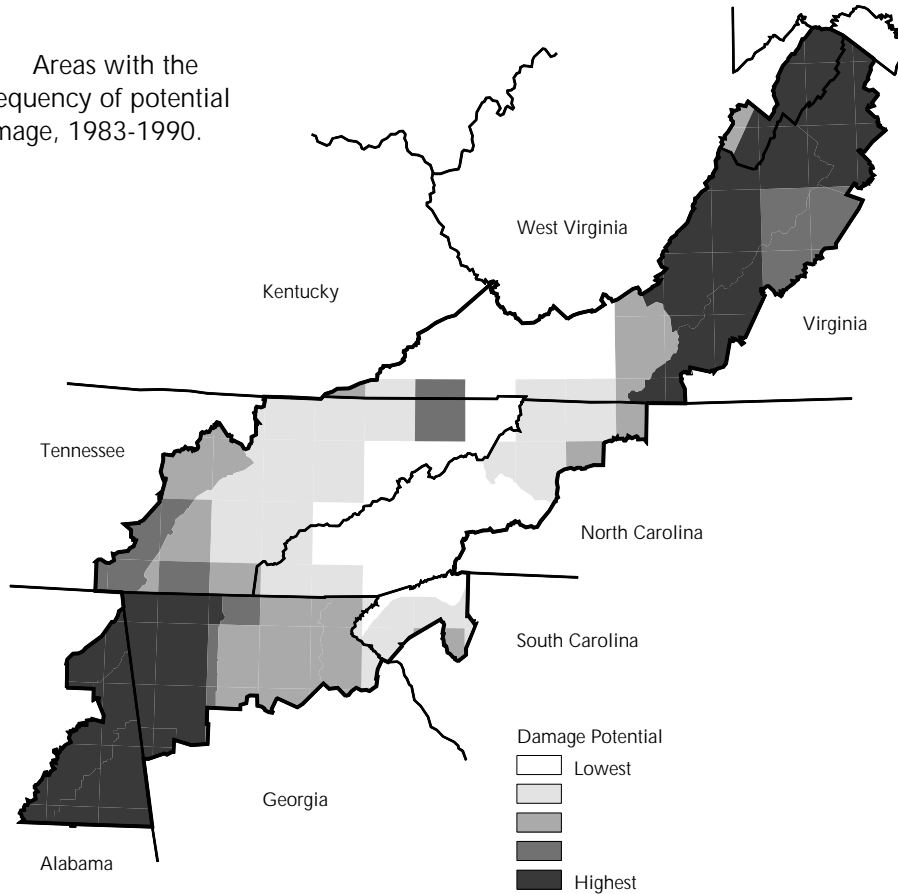 Areas with the
equency of potential
mage, 1983-1990.
West Virginia
Kentucky
Virginia
Tennessee
North Carolina
South Carolina
Damage Potential
Lowest
Georgia
Alabama
Highest